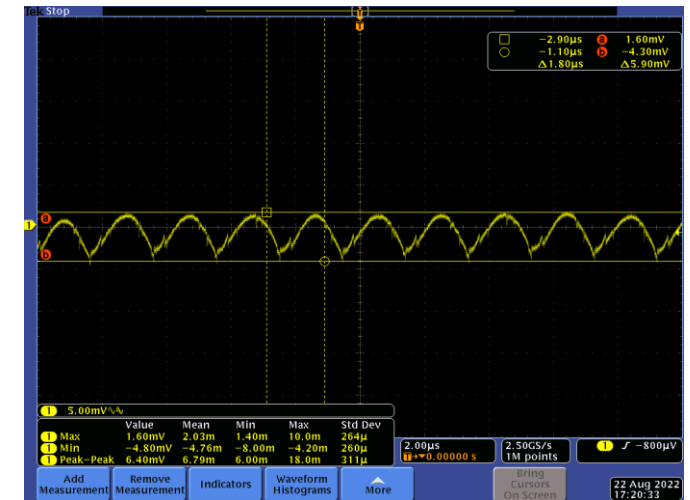 Tek Stop
T
T
−2.90µs a 1.60mV
−1.10µs b −4.30mV
Δ1.80µs Δ5.90mV
a
1
b
1 5.00mV
Value Mean Min Max Std Dev
1 Max 1.60mV 2.03m 1.40m 10.0m 264µ
1 Min −4.80mV −4.76m −8.00m −4.20m 260µ
1 Peak–Peak 6.40mV 6.79m 6.00m 18.0m 311µ
2.00µs
T→▼0.00000 s
2.50GS/s
1M points
1 −800µV
Add
Measurement
Remove
Measurement
Indicators
Waveform
Histograms
More
Bring
Cursors
On Screen
22 Aug 2022
17:20:33